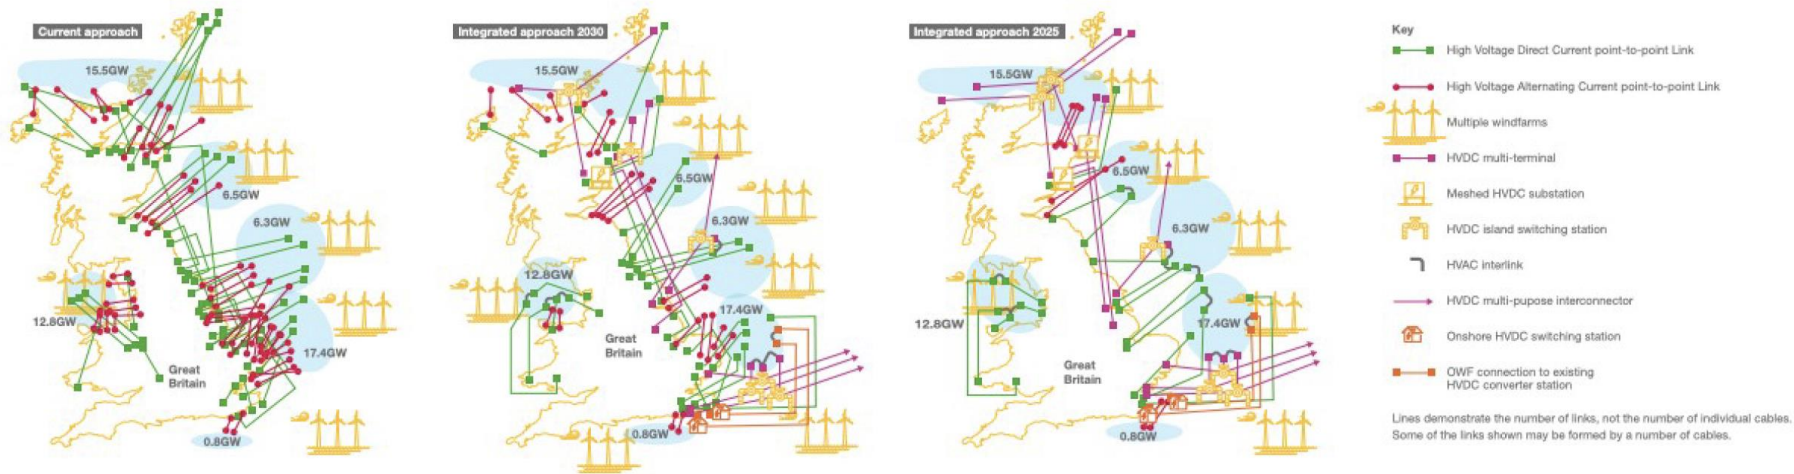 Current approach
15.5GW
6.5GW
6.3GW
12.8GW
17.4GW
Great
Britain
0.8GW
Integrated approach 2030
15.5GW
6.5GW
6.3GW
12.8GW
17.4GW
Great
Britain
0.8GW
Integrated approach 2025
15.5GW
6.5GW
6.3GW
12.8GW
17.4GW
Great
Britain
0.8GW
Key
High Voltage Direct Current point-to-point Link
High Voltage Alternating Current point-to-point Link
Multiple windfarms
HVDC multi-terminal
Meshed HVDC substation
HVDC island switching station
HVAC interlink
HVDC multi-pupose interconnector
Onshore HVDC switching station
OWF connection to existing
HVDC converter station
Lines demonstrate the number of links, not the number of individual cables.
Some of the links shown may be formed by a number of cables.